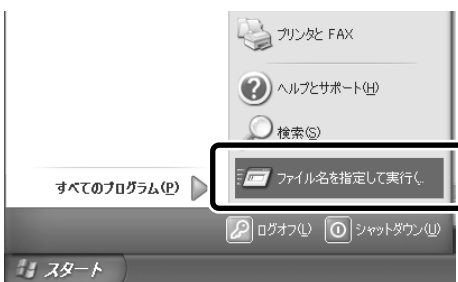 プリンタと FAX
ヘルプとサポート(H)
検索(S)
ファイル名を指定して実行(..
すべてのプログラム(P)
ログオフ(L) シャットダウン(U)
スタート